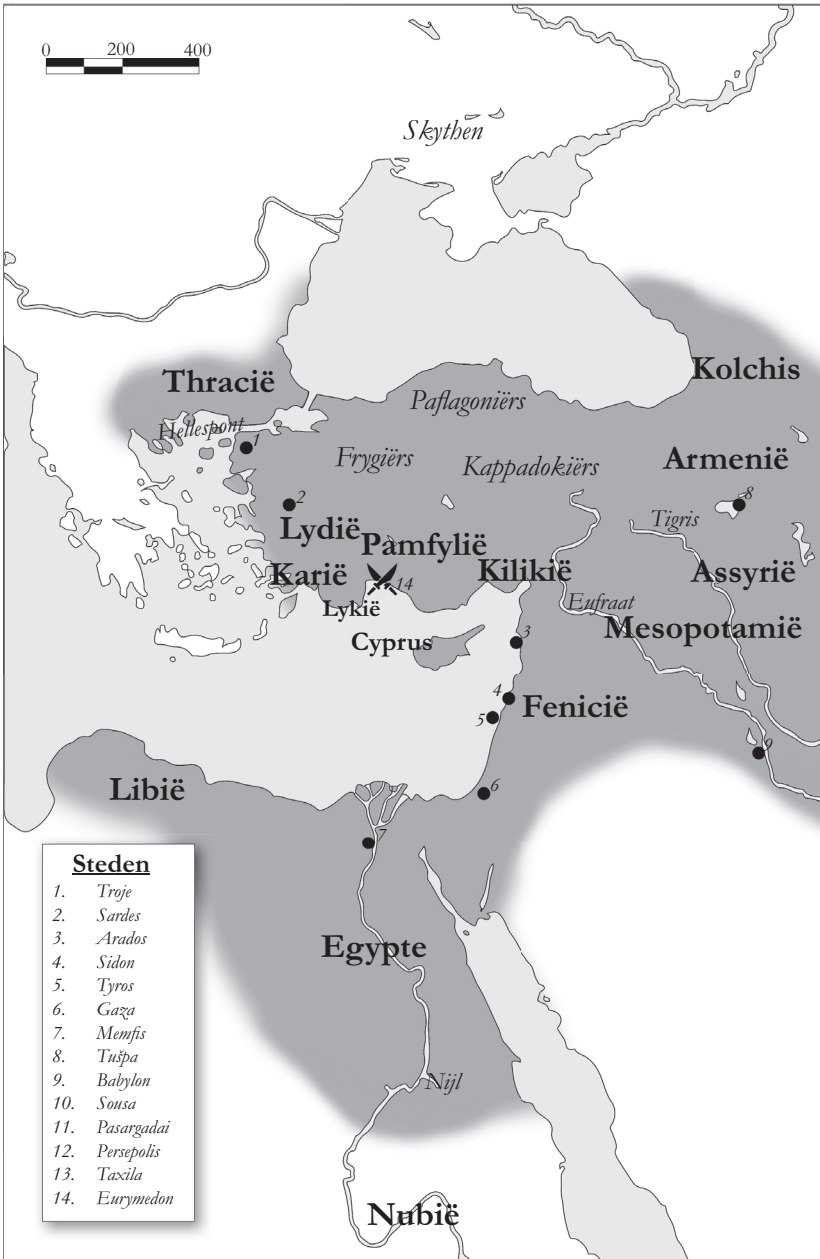 0 200 400
Skythen
Kolchis
Thracië
Paflagoniërs
Hellespont
1
Frygiërs
Kappadokiërs
Armenië
2
8
Tigris
Lydië
Pamfylië
Karië
14
Kilikië
Assyrië
Lykië
Eufraat
Mesopotamië
Cyprus
3
4
Fenicië
5
9
Libië
6
7
Egypte
Nijl
Nubië
Steden
1. Troje
2. Sardes
3. Arados
4. Sidon
5. Tyros
6. Gaza
7. Memfis
8. Tušpa
9. Babylon
10. Sousa
11. Pasargadai
12. Persepolis
13. Taxila
14. Eurymedon